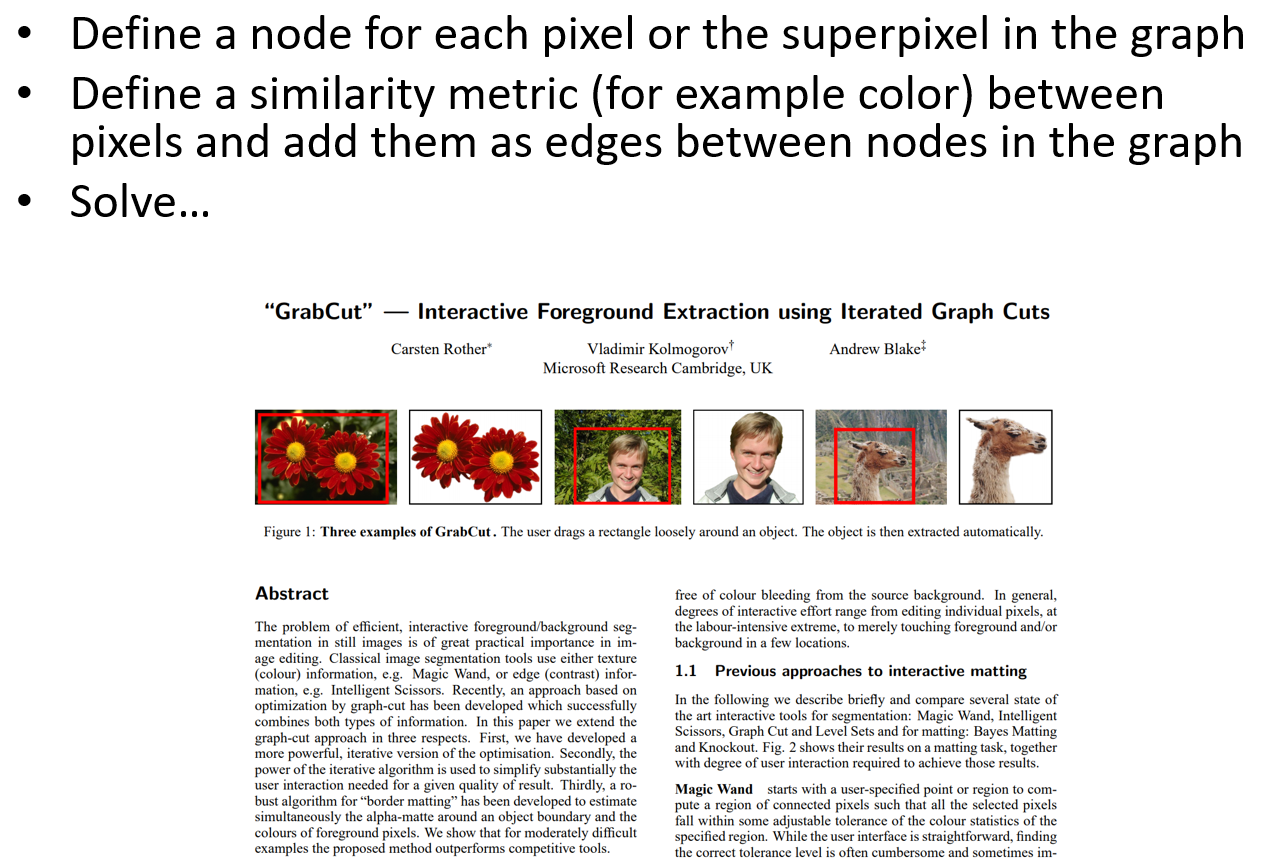 • Define a node for each pixel or the superpixel in the graph
• Define a similarity metric (for example color) between
pixels and add them as edges between nodes in the graph
• Solve…
“GrabCut” — Interactive Foreground Extraction using Iterated Graph Cuts
Carsten Rother* Vladimir Kolmogorov† Andrew Blake‡
Microsoft Research Cambridge, UK
Figure 1: Three examples of GrabCut. The user drags a rectangle loosely around an object. The object is then extracted automatically.
Abstract
The problem of efficient, interactive foreground/background seg-
mentation in still images is of great practical importance in im-
age editing. Classical image segmentation tools use either texture
(colour) information, e.g. Magic Wand, or edge (contrast) infor-
mation, e.g. Intelligent Scissors. Recently, an approach based on
optimization by graph-cut has been developed which successfully
combines both types of information. In this paper we extend the
graph-cut approach in three respects. First, we have developed a
more powerful, iterative version of the optimisation. Secondly, the
power of the iterative algorithm is used to simplify substantially the
user interaction needed for a given quality of result. Thirdly, a ro-
bust algorithm for “border matting” has been developed to estimate
simultaneously the alpha-matte around an object boundary and the
colours of foreground pixels. We show that for moderately difficult
examples the proposed method outperforms competitive tools.
free of colour bleeding from the source background. In general,
degrees of interactive effort range from editing individual pixels, at
the labour-intensive extreme, to merely touching foreground and/or
background in a few locations.
1.1 Previous approaches to interactive matting
In the following we describe briefly and compare several state of
the art interactive tools for segmentation: Magic Wand, Intelligent
Scissors, Graph Cut and Level Sets and for matting: Bayes Matting
and Knockout. Fig. 2 shows their results on a matting task, together
with degree of user interaction required to achieve those results.
Magic Wand starts with a user-specified point or region to com-
pute a region of connected pixels such that all the selected pixels
fall within some adjustable tolerance of the colour statistics of the
specified region. While the user interface is straightforward, finding
the correct tolerance level is often cumbersome and sometimes im-